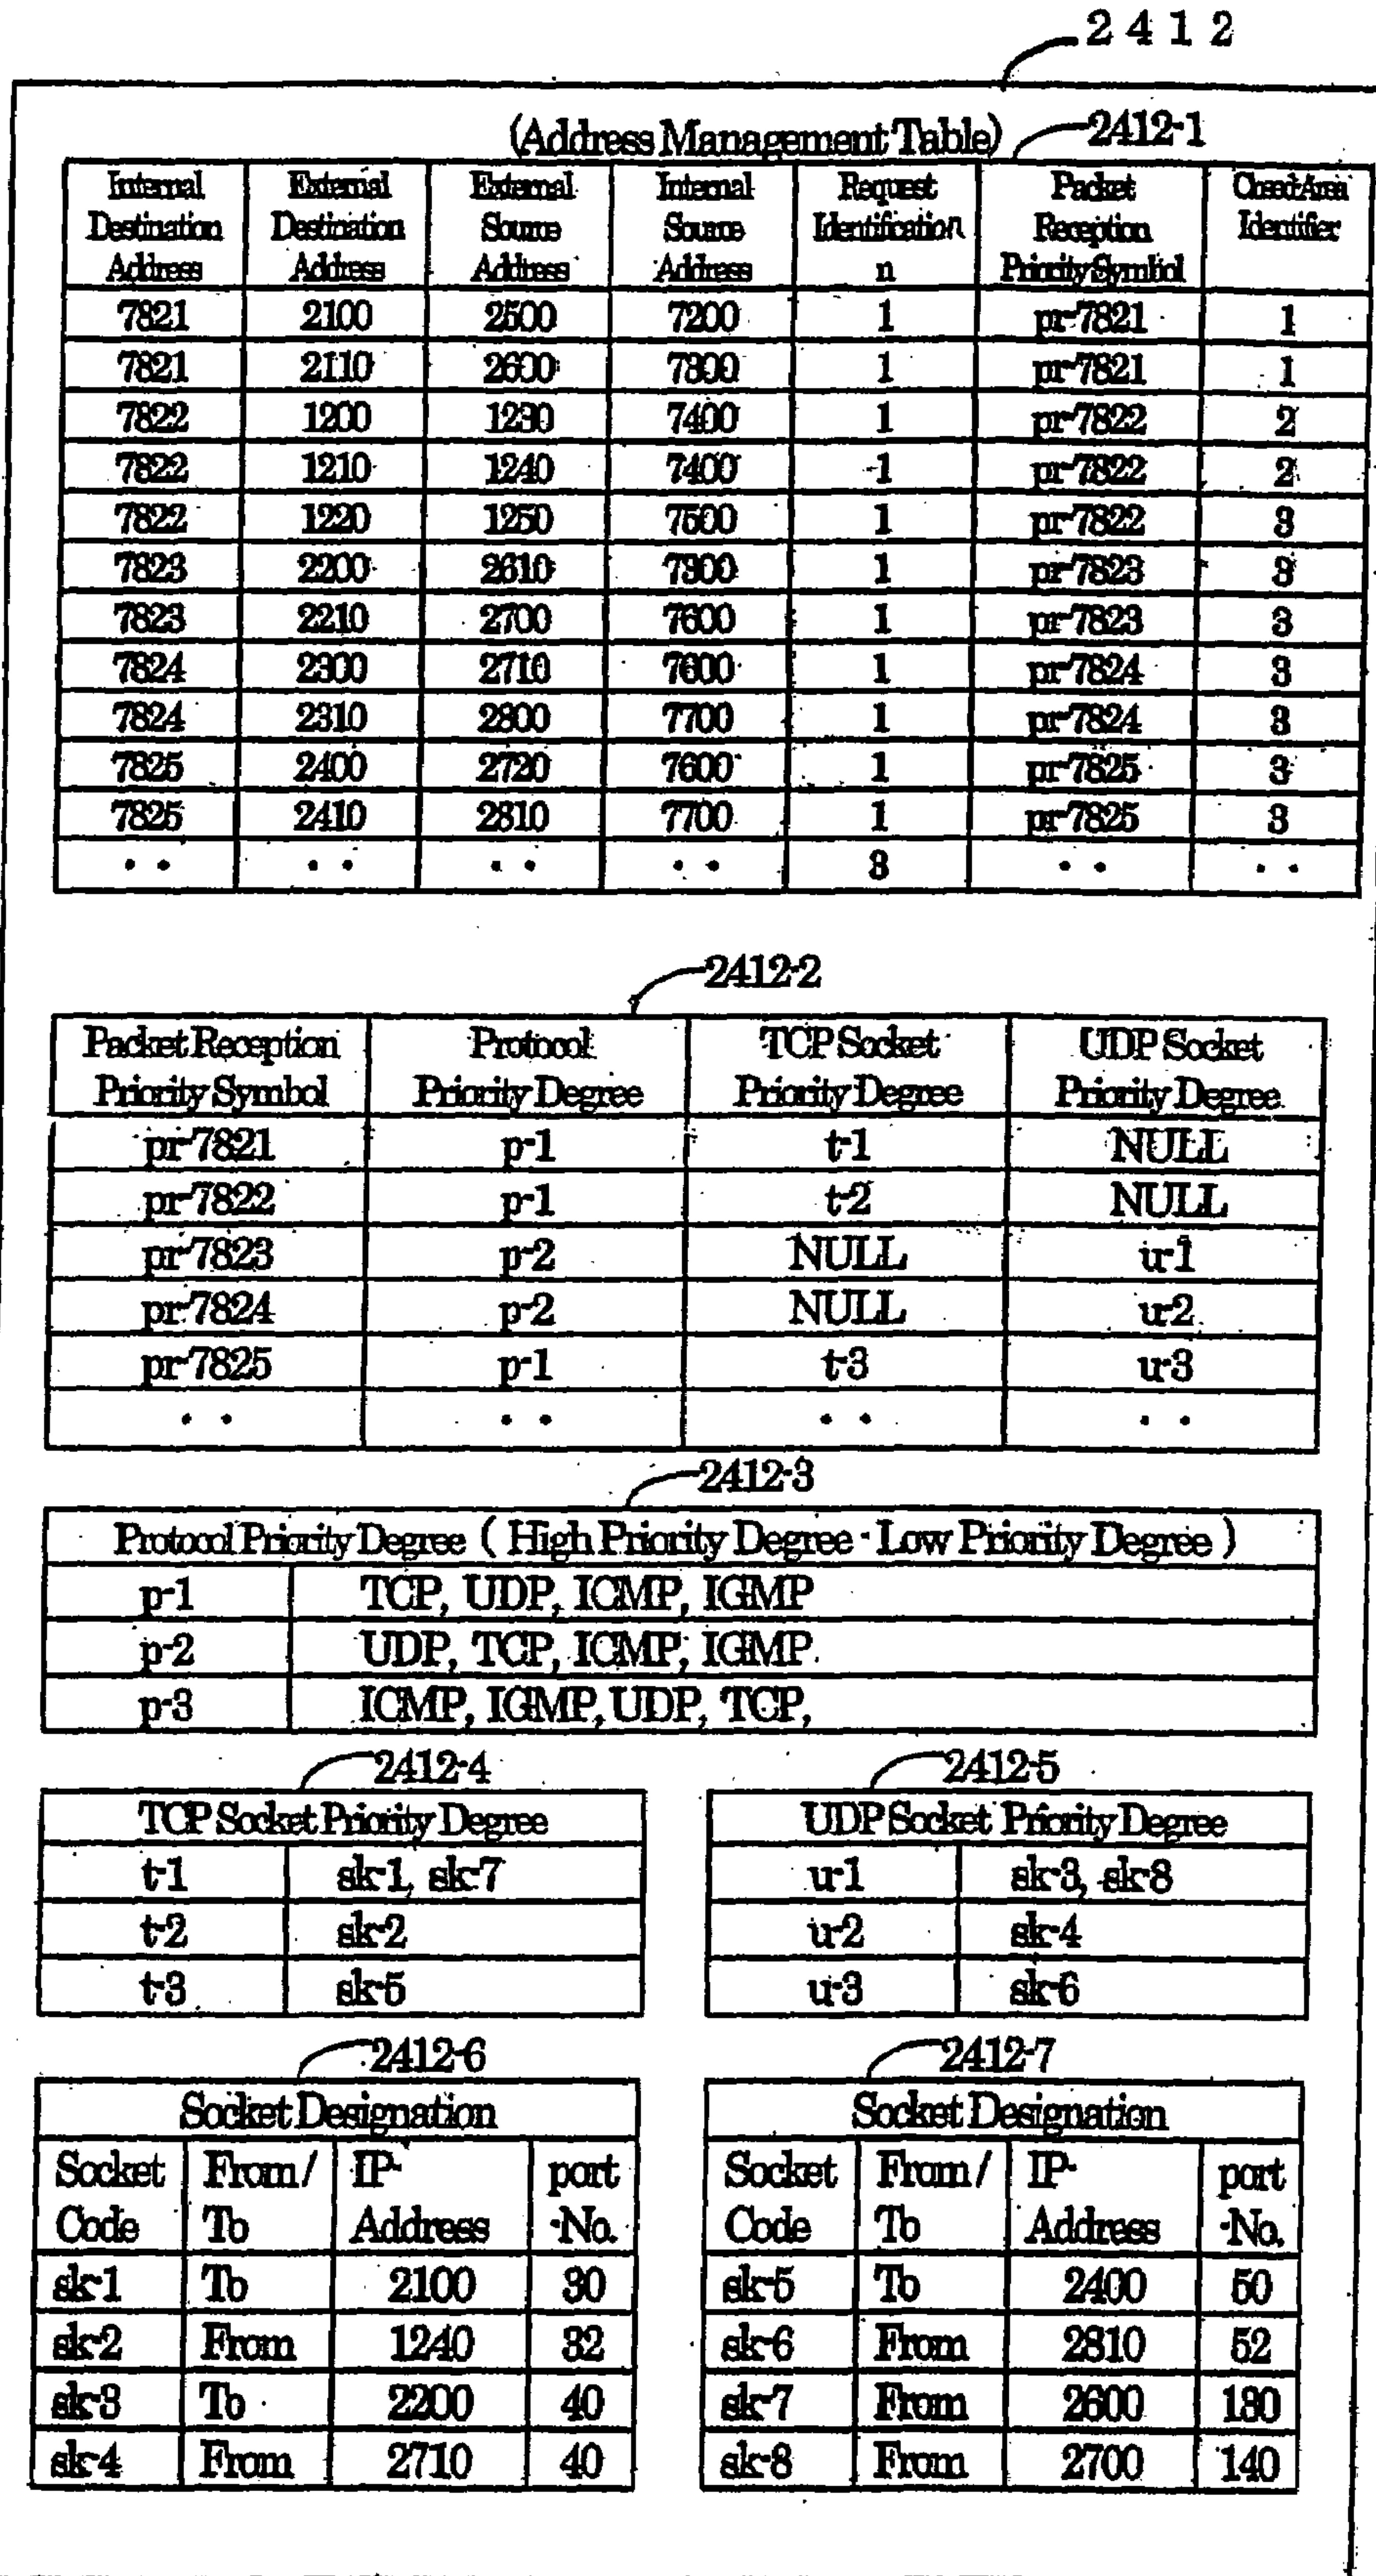 2412
(Address Management Table) 2412-1
Internal Destination Address External Destination Address External Source Address Internal Source Address Request Identification n Packet Reception Priority Symbol Closed Area Identifier
7821 2100 2500 7200 1 pr-7821 1
7821 2110 2600 7300 1 pr-7821 1
7822 1200 1230 7400 1 pr-7822 2
7822 1210 1240 7400 1 pr-7822 2
7822 1220 1250 7500 1 pr-7822 3
7823 2200 2610 7300 1 pr-7823 3
7823 2210 2700 7600 1 pr-7823 3
7824 2300 2710 7600 1 pr-7824 3
7824 2310 2800 7700 1 pr-7824 3
7825 2400 2720 7600 1 pr-7825 3
7825 2410 2810 7700 1 pr-7825 3
・・ ・・ ・・ ・・ 3 ・・ ・・
2412-2
Packet Reception Priority Symbol Protocol Priority Degree TCP Socket Priority Degree UDP Socket Priority Degree
pr-7821 p-1 t-1 NULL
pr-7822 p-1 t-2 NULL
pr-7823 p-2 NULL u-1
pr-7824 p-2 NULL u-2
pr-7825 p-1 t-3 u-3
・・ ・・ ・・ ・・
2412-3
Protocol Priority Degree ( High Priority Degree - Low Priority Degree )
p-1 TCP, UDP, ICMP, IGMP
p-2 UDP, TCP, ICMP, IGMP
p-3 ICMP, IGMP, UDP, TCP,
2412-4
TCP Socket Priority Degree
t-1 sk-1, sk-7
t-2 sk-2
t-3 sk-5
2412-5
UDP Socket Priority Degree
u-1 sk-3, sk-8
u-2 sk-4
u-3 sk-6
2412-6
Socket Designation
Socket Code From/ To IP- Address port -No.
sk-1 To 2100 30
sk-2 From 1240 32
sk-3 To 2200 40
sk-4 From 2710 40
2412-7
Socket Designation
Socket Code From/ To IP- Address port -No.
sk-5 To 2400 50
sk-6 From 2810 52
sk-7 From 2600 130
sk-8 From 2700 140